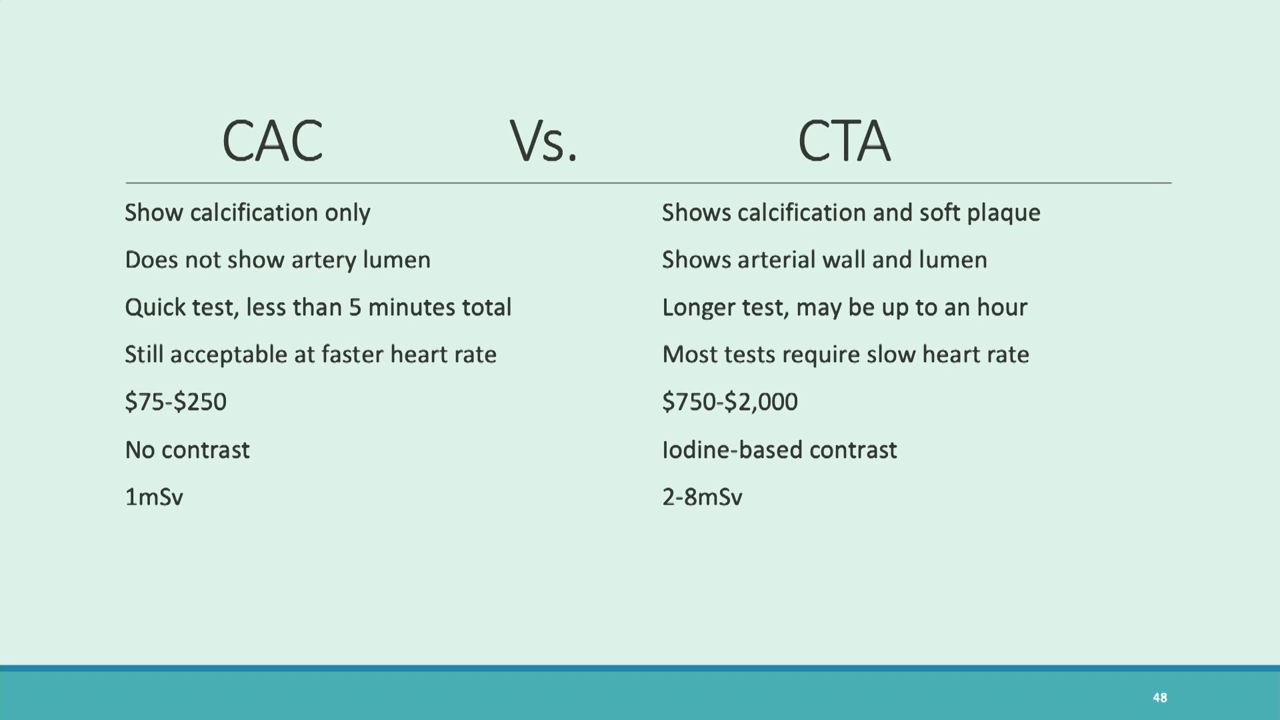 CAC Vs. CTA
Show calcification only
Does not show artery lumen
Quick test, less than 5 minutes total
Still acceptable at faster heart rate
$75-$250
No contrast
1mSv
Shows calcification and soft plaque
Shows arterial wall and lumen
Longer test, may be up to an hour
Most tests require slow heart rate
$750-$2,000
Iodine-based contrast
2-8mSv
48